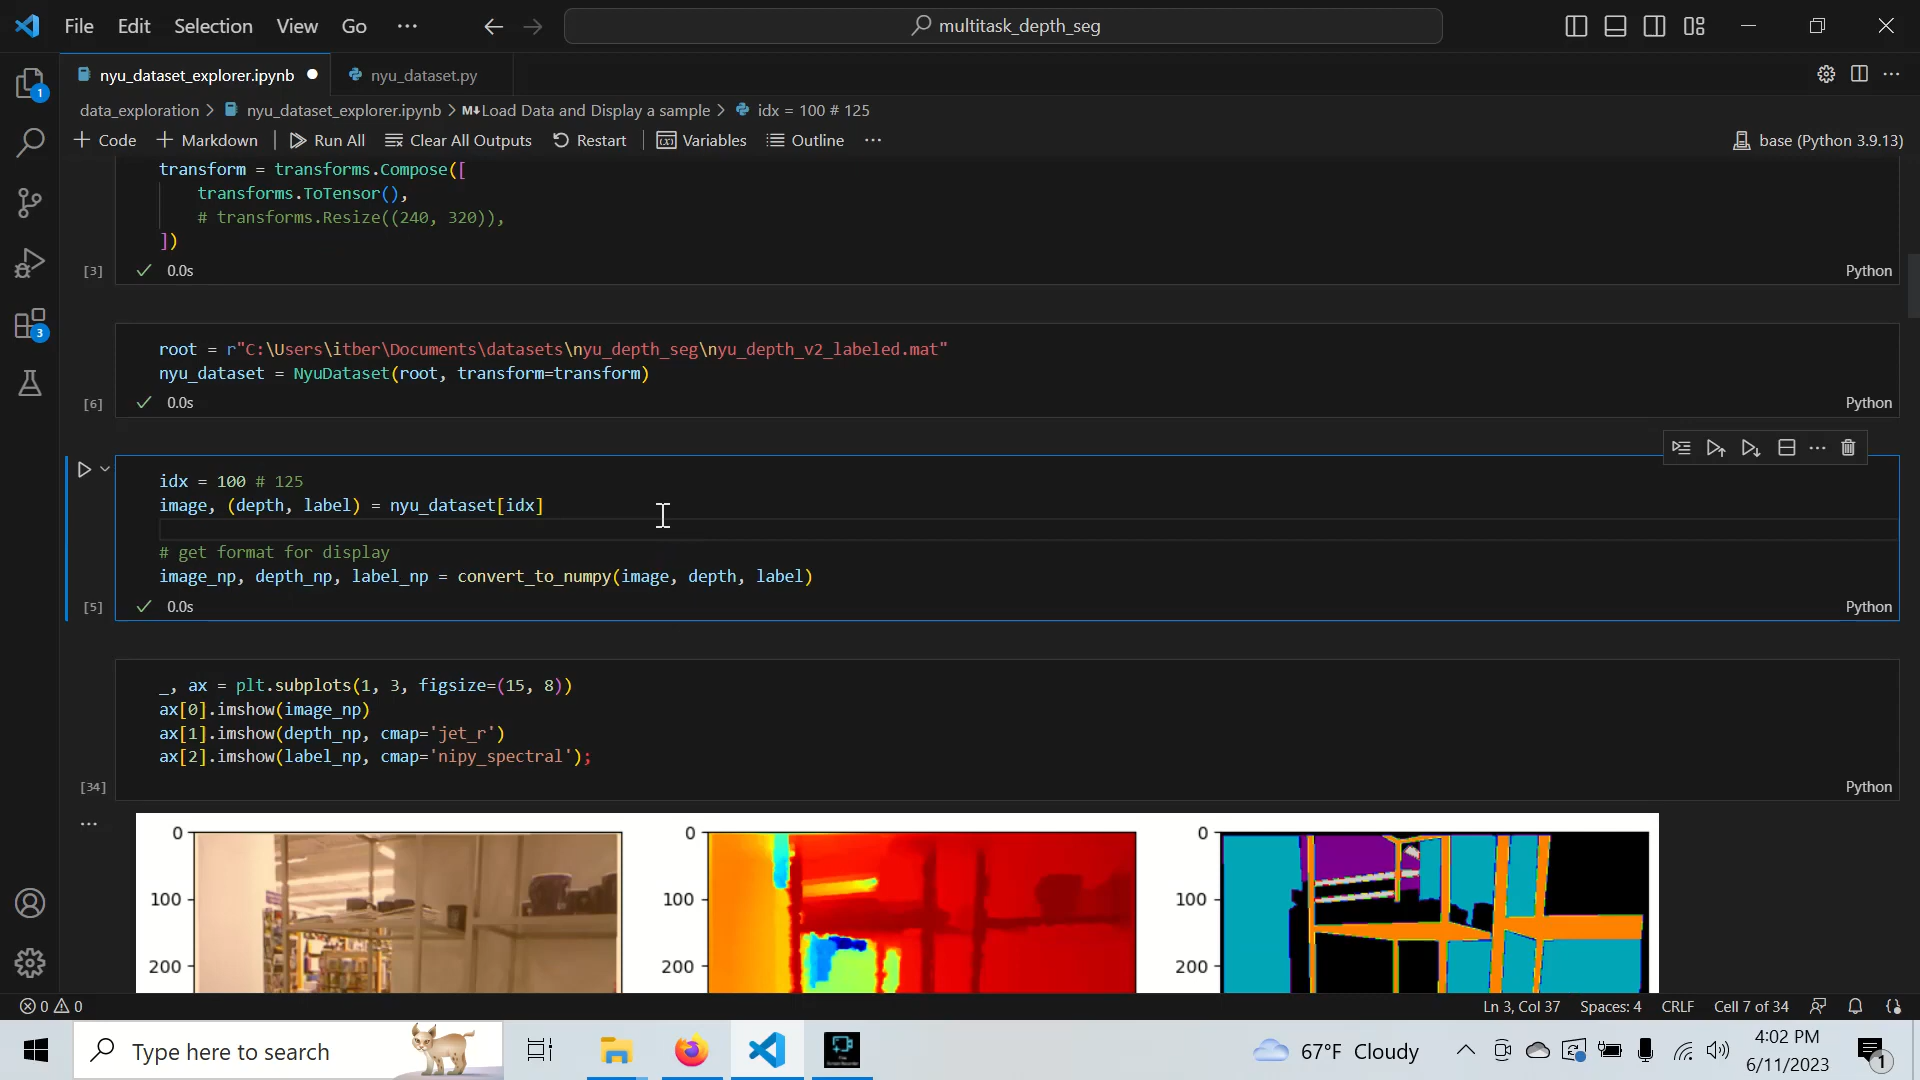 File Edit Selection View Go ··· multitask_depth_seg
nyu_dataset_explorer.ipynb nyu_dataset.py
data_exploration > nyu_dataset_explorer.ipynb > M↓Load Data and Display a sample > idx = 100 # 125
+ Code + Markdown Run All Clear All Outputs Restart Variables Outline ··· base (Python 3.9.13)
transform = transforms.Compose([
transforms.ToTensor(),
# transforms.Resize((240, 320)),
])
[3] ✓ 0.0s Python
root = r"C:\Users\itber\Documents\datasets\nyu_depth_seg\nyu_depth_v2_labeled.mat"
nyu_dataset = NyuDataset(root, transform=transform)
[6] ✓ 0.0s Python
idx = 100 # 125
image, (depth, label) = nyu_dataset[idx]
# get format for display
image_np, depth_np, label_np = convert_to_numpy(image, depth, label)
[5] ✓ 0.0s Python
_, ax = plt.subplots(1, 3, figsize=(15, 8))
ax[0].imshow(image_np)
ax[1].imshow(depth_np, cmap='jet_r')
ax[2].imshow(label_np, cmap='nipy_spectral');
[34] Python
0 0 0
100 100 100
200 200 200
0 0 Ln 3, Col 37 Spaces: 4 CRLF Cell 7 of 34
Type here to search 67°F Cloudy 4:02 PM
6/11/2023 1
1
3